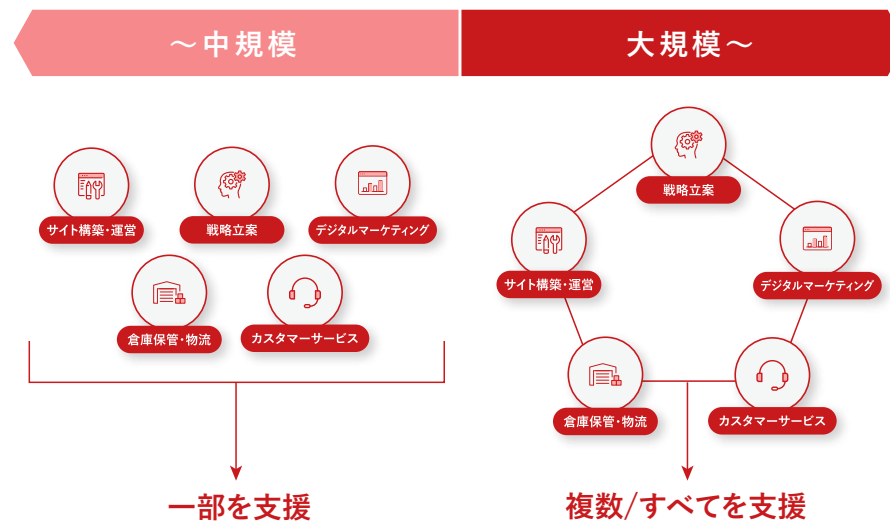 〜中規模
大規模〜
サイト構築・運営
戦略立案
デジタルマーケティング
倉庫保管・物流
カスタマーサービス
一部を支援
戦略立案
サイト構築・運営
デジタルマーケティング
倉庫保管・物流
カスタマーサービス
複数/すべてを支援